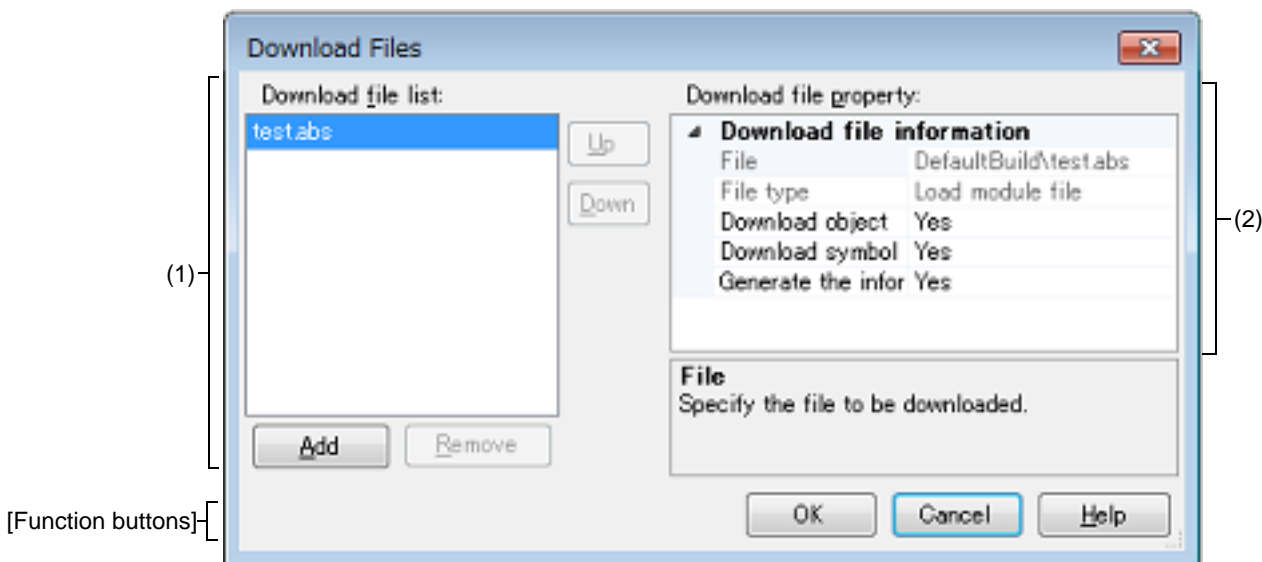 Download Files
Download file list:
Download file property:
test.abs
Up
Down
Download file information
File DefaultBuild\test.abs
File type Load module file
Download object Yes
Download symbol Yes
Generate the infor Yes
(1)
(2)
File
Specify the file to be downloaded.
Add
Remove
[Function buttons]
OK
Cancel
Help